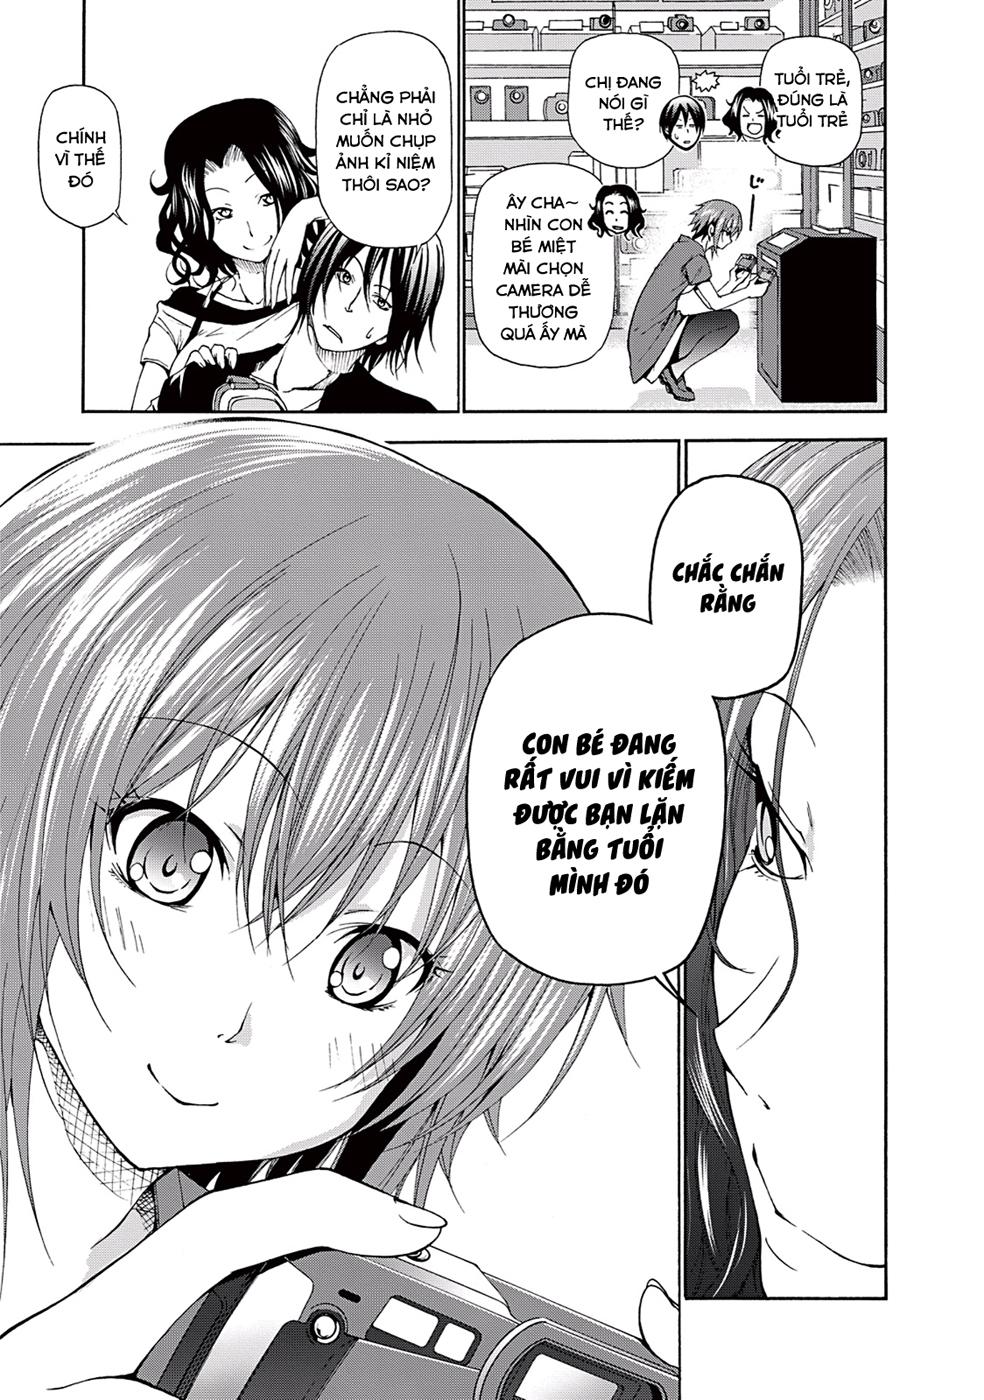 TUỔI TRẺ,
ĐÚNG LÀ
TUỔI TRẺ
CHỊ ĐANG
NÓI GÌ
THẾ?
ÂY CHA~
NHÌN CON
BÉ MIỆT
MÀI CHỌN
CAMERA DỄ
THƯƠNG
QUÁ ẤY MÀ
じ
CHẲNG PHẢI
CHỈ LÀ NHỎ
MUỐN CHỤP
ẢNH KỈ NIỆM
THÔI SAO?
CHÍNH
VÌ THẾ
ĐÓ
CHẮC CHẮN
RẰNG
CON BÉ ĐANG
RẤT VUI VÌ KIẾM
ĐƯỢC BẠN LẶN
BẰNG TUỔI
MÌNH ĐÓ